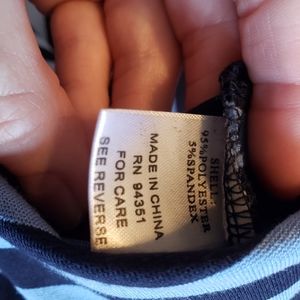 SHELL:
95%POLYESTER
5%SPANDEX
MADE IN CHINA
RN 94351
FOR CARE
SEE REVERSE